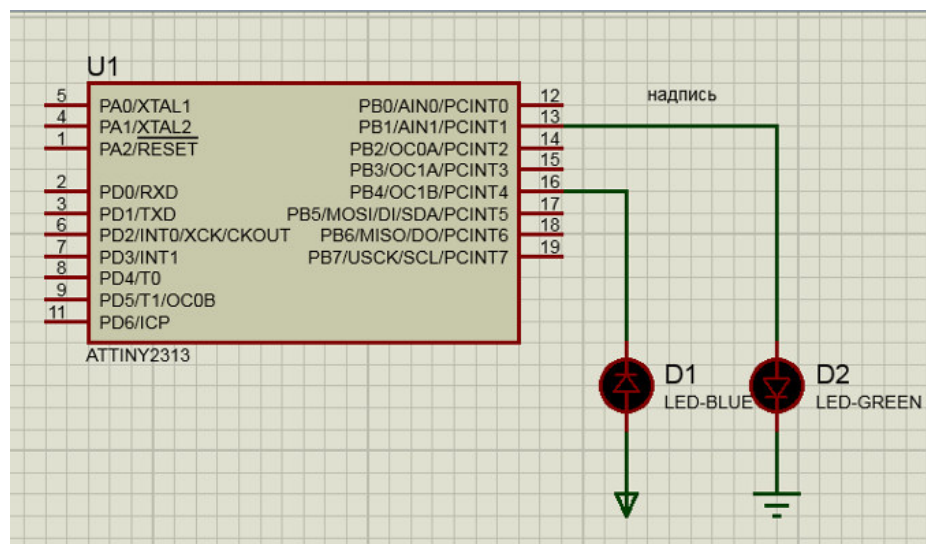 U1
5 PA0/XTAL1 PB0/AIN0/PCINT0 12
надпись
4 PA1/XTAL2 PB1/AIN1/PCINT1 13
1 PA2/RESET PB2/OC0A/PCINT2 14
PB3/OC1A/PCINT3 15
2 PD0/RXD PB4/OC1B/PCINT4 16
3 PD1/TXD PB5/MOSI/DI/SDA/PCINT5 17
6 PD2/INT0/XCK/CKOUT PB6/MISO/DO/PCINT6 18
7 PD3/INT1 PB7/USCK/SCL/PCINT7 19
8 PD4/T0
9 PD5/T1/OC0B
11 PD6/ICP
ATTINY2313
D1
LED-BLUE
D2
LED-GREEN